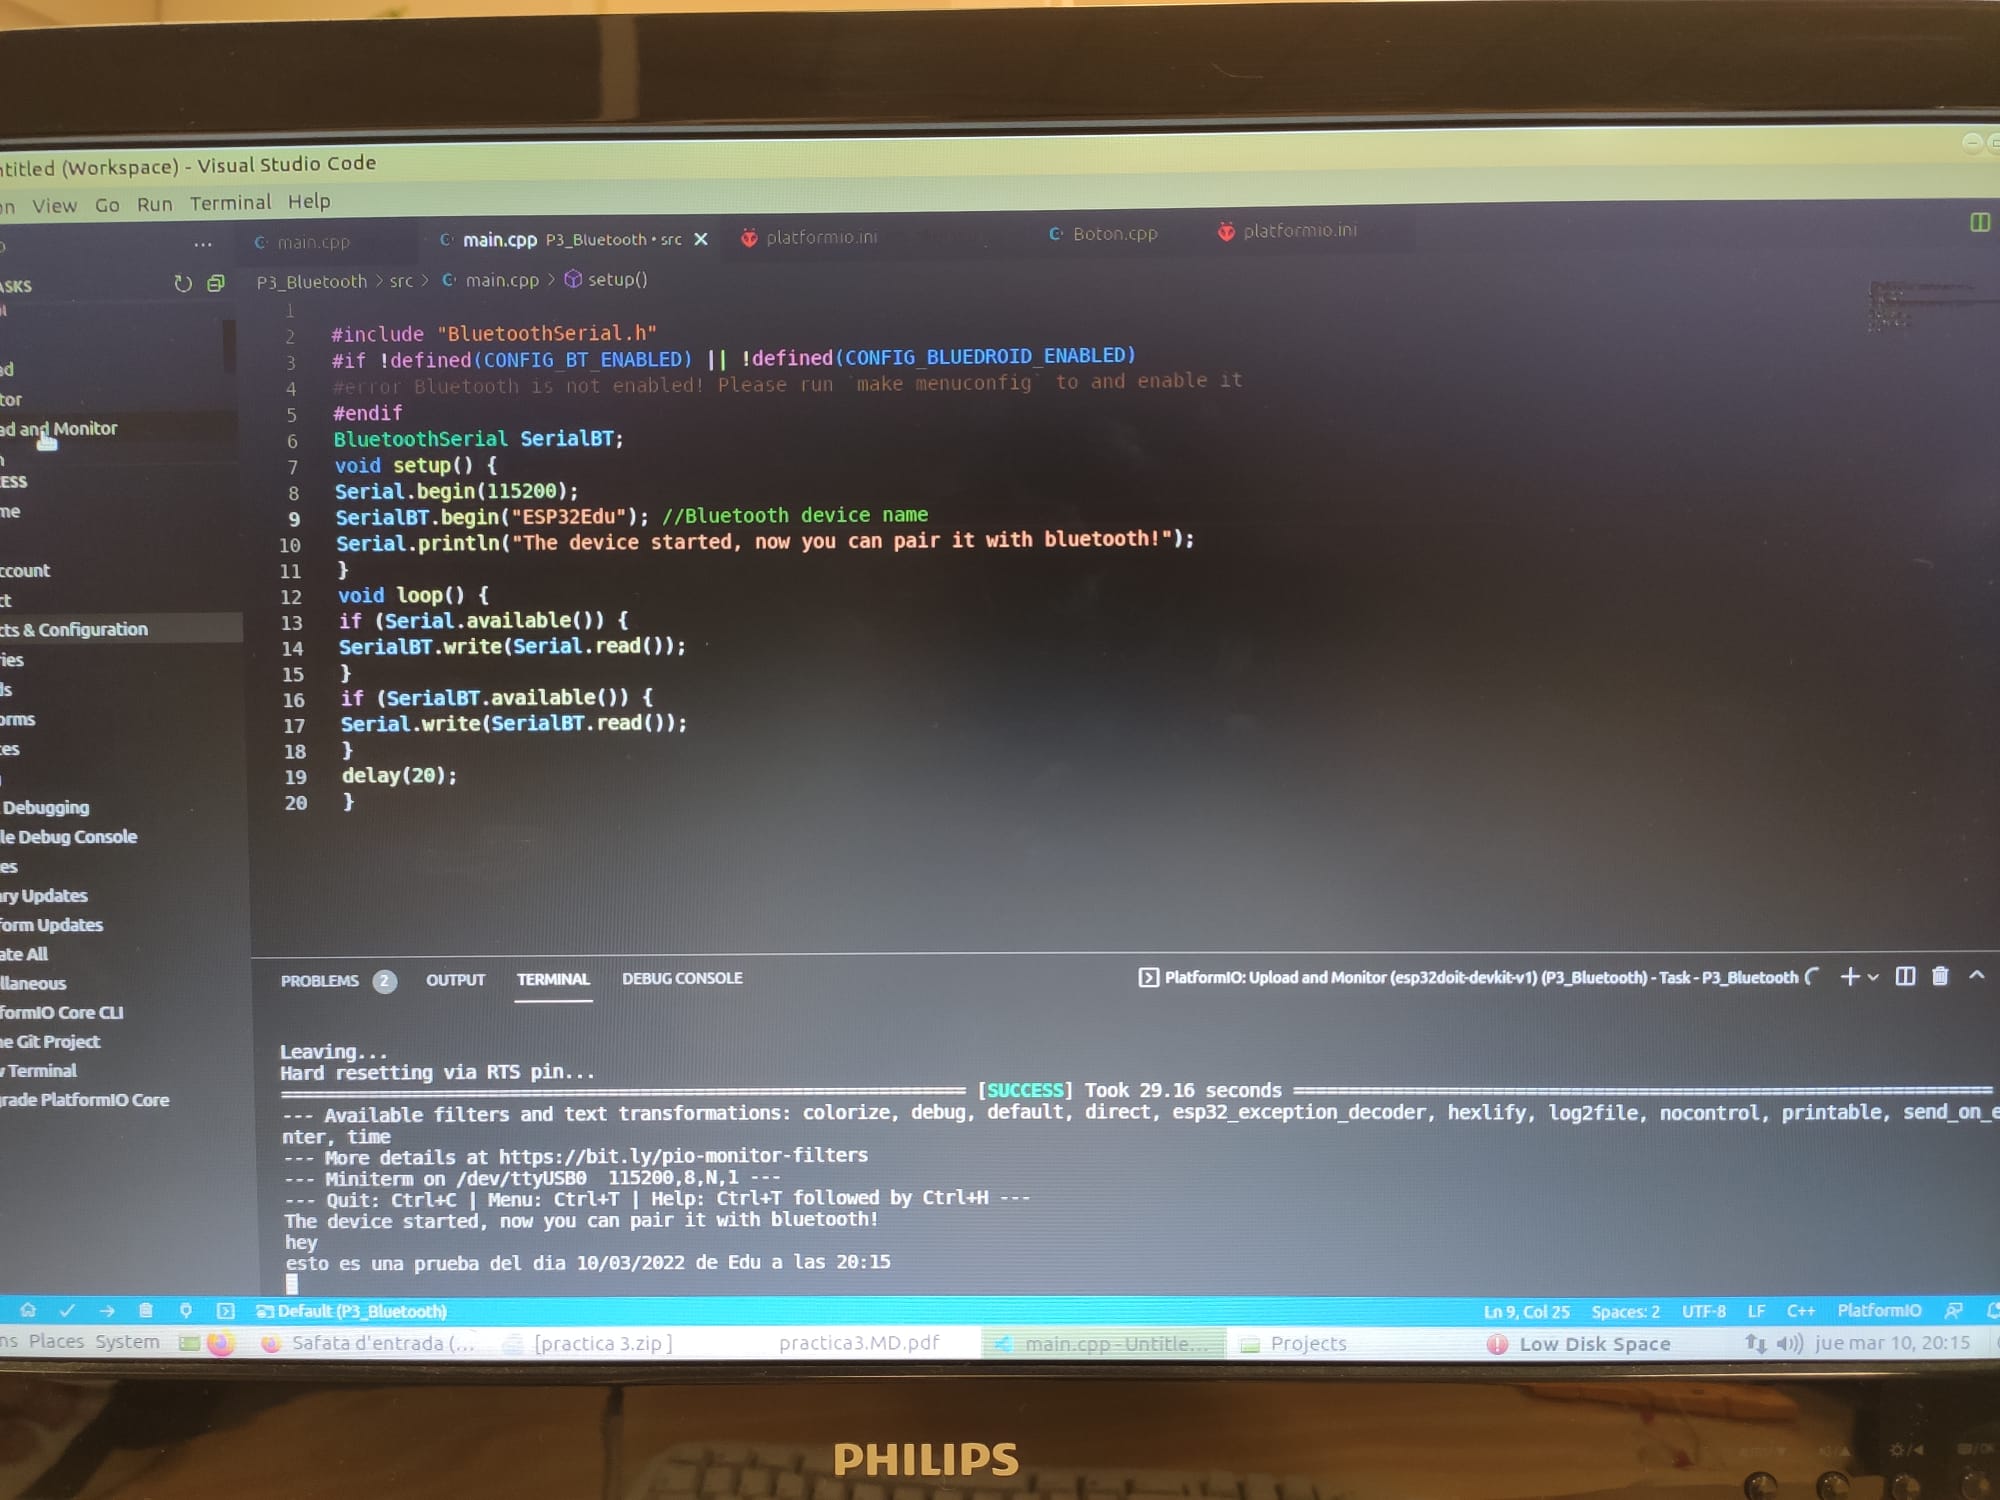 ntitled (Workspace) - Visual Studio Code
on View Go Run Terminal Help
main.cpp main.cpp P3_Bluetooth • src platformio.ini Boton.cpp platformio.ini
ASKS
P3_Bluetooth > src > main.cpp > setup()
1
2 #include "BluetoothSerial.h"
3 #if !defined(CONFIG_BT_ENABLED) || !defined(CONFIG_BLUEDROID_ENABLED)
4 #error Bluetooth is not enabled! Please run `make menuconfig` to and enable it
5 #endif
6 BluetoothSerial SerialBT;
7 void setup() {
8 Serial.begin(115200);
9 SerialBT.begin("ESP32Edu"); //Bluetooth device name
10 Serial.println("The device started, now you can pair it with bluetooth!");
11 }
12 void loop() {
13 if (Serial.available()) {
14 SerialBT.write(Serial.read());
15 }
16 if (SerialBT.available()) {
17 Serial.write(SerialBT.read());
18 }
19 delay(20);
20 }
ad
tor
ad and Monitor
ESS
me
ccount
ct
cts & Configuration
ries
ds
orms
ces
Debugging
le Debug Console
es
ary Updates
form Updates
ate All
llaneous
formIO Core CLI
ne Git Project
w Terminal
grade PlatformIO Core
PROBLEMS 2 OUTPUT TERMINAL DEBUG CONSOLE
PlatformIO: Upload and Monitor (esp32doit-devkit-v1) (P3_Bluetooth) - Task - P3_Bluetooth
Leaving...
Hard resetting via RTS pin...
[SUCCESS] Took 29.16 seconds
--- Available filters and text transformations: colorize, debug, default, direct, esp32_exception_decoder, hexlify, log2file, nocontrol, printable, send_on_e
nter, time
--- More details at https://bit.ly/pio-monitor-filters
--- Miniterm on /dev/ttyUSB0  115200,8,N,1 ---
--- Quit: Ctrl+C | Menu: Ctrl+T | Help: Ctrl+T followed by Ctrl+H ---
The device started, now you can pair it with bluetooth!
hey
esto es una prueba del dia 10/03/2022 de Edu a las 20:15
Default (P3_Bluetooth) Ln 9, Col 25 Spaces: 2 UTF-8 LF C++ PlatformIO
ns Places System Safata d'entrada (... [practica 3.zip ] practica3.MD.pdf main.cpp - Untitle... Projects Low Disk Space jue mar 10, 20:15
PHILIPS